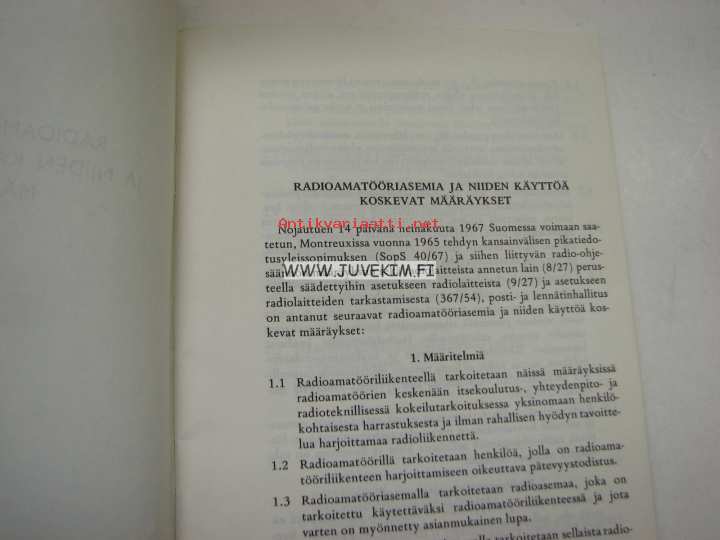 RADIOAMATÖÖRIASEMIA JA NIIDEN KÄYTTÖÄ
KOSKEVAT MÄÄRÄYKSET
Antikvariaatti.net
Nojautuen 14 päivänä heinäkuuta 1967 Suomessa voimaan saa-
tetun, Montreuxissa vuonna 1965 tehdyn kansainvälisen pikatiedo-
tusyleissopimuksen (SopS 40/67) ja siihen liittyvän radio-ohje-
WWW.JUVEKIM.FI
laitteista annetun lain (8/27) perus-
teella säädettyihin asetukseen radiolaitteista (9/27) ja asetukseen
radiolaitteiden tarkastamisesta (367/54), posti- ja lennätinhallitus
on antanut seuraavat radioamatööriasemia ja niiden käyttöä kos-
kevat määräykset:
1. Määritelmiä
1.1 Radioamatööriliikenteellä tarkoitetaan näissä määräyksissä
radioamatöörien keskenään itsekoulutus-, yhteydenpito- ja
radioteknillisessä kokeilutarkoituksessa yksinomaan henkilö-
kohtaisesta harrastuksesta ja ilman rahallisen hyödyn tavoitte-
lua harjoittamaa radioliikennettä.
1.2 Radioamatöörillä tarkoitetaan henkilöä, jolla on radioama-
tööriliikenteen harjoittamiseen oikeuttava pätevyystodistus.
1.3 Radioamatööriasemalla tarkoitetaan radioasemaa, joka on
tarkoitettu käytettäväksi radioamatööriliikenteessä ja jota
varten on myönnetty asianmukainen lupa.
tarkoitetaan sellaista radio-